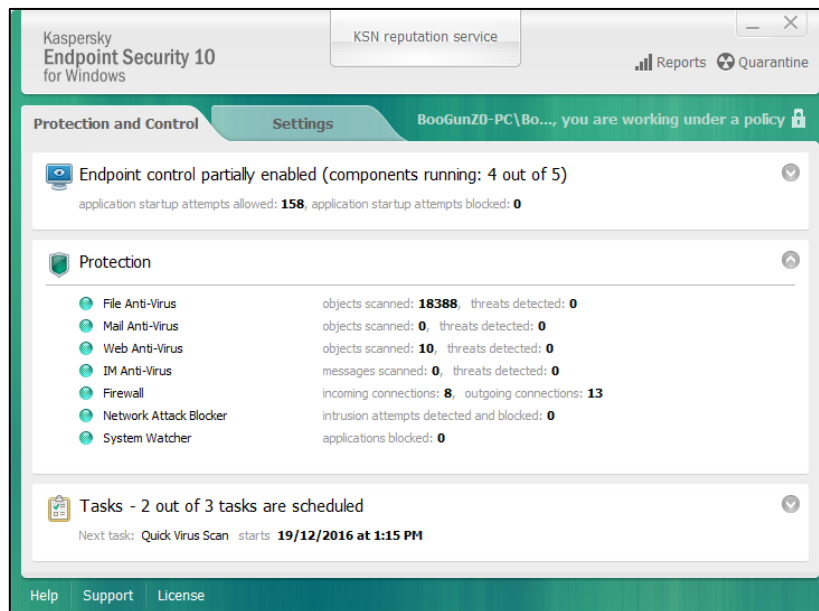 Kaspersky
Endpoint Security 10
for Windows
KSN reputation service
Reports Quarantine
Protection and Control
Settings
BooGunZ0-PC\Bo..., you are working under a policy
Endpoint control partially enabled (components running: 4 out of 5)
application startup attempts allowed: 158, application startup attempts blocked: 0
Protection
File Anti-Virus objects scanned: 18388, threats detected: 0
Mail Anti-Virus objects scanned: 0, threats detected: 0
Web Anti-Virus objects scanned: 10, threats detected: 0
IM Anti-Virus messages scanned: 0, threats detected: 0
Firewall incoming connections: 8, outgoing connections: 13
Network Attack Blocker intrusion attempts detected and blocked: 0
System Watcher applications blocked: 0
Tasks - 2 out of 3 tasks are scheduled
Next task: Quick Virus Scan starts 19/12/2016 at 1:15 PM
Help Support License